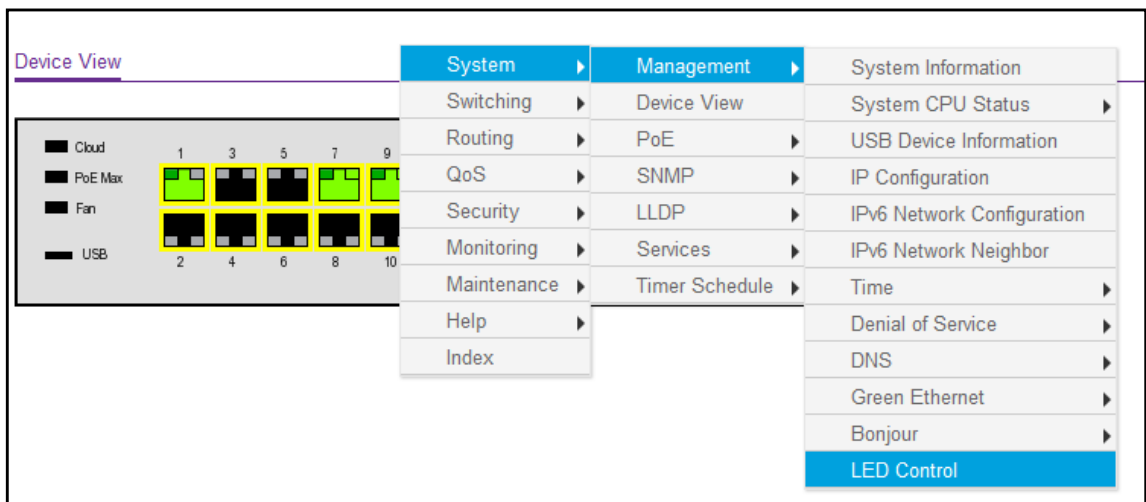 Device View
Cloud
PoE Max
Fan
USB
1 3 5 7 9
2 4 6 8 10
System
Switching
Routing
QoS
Security
Monitoring
Maintenance
Help
Index
Management
Device View
PoE
SNMP
LLDP
Services
Timer Schedule
System Information
System CPU Status
USB Device Information
IP Configuration
IPv6 Network Configuration
IPv6 Network Neighbor
Time
Denial of Service
DNS
Green Ethernet
Bonjour
LED Control